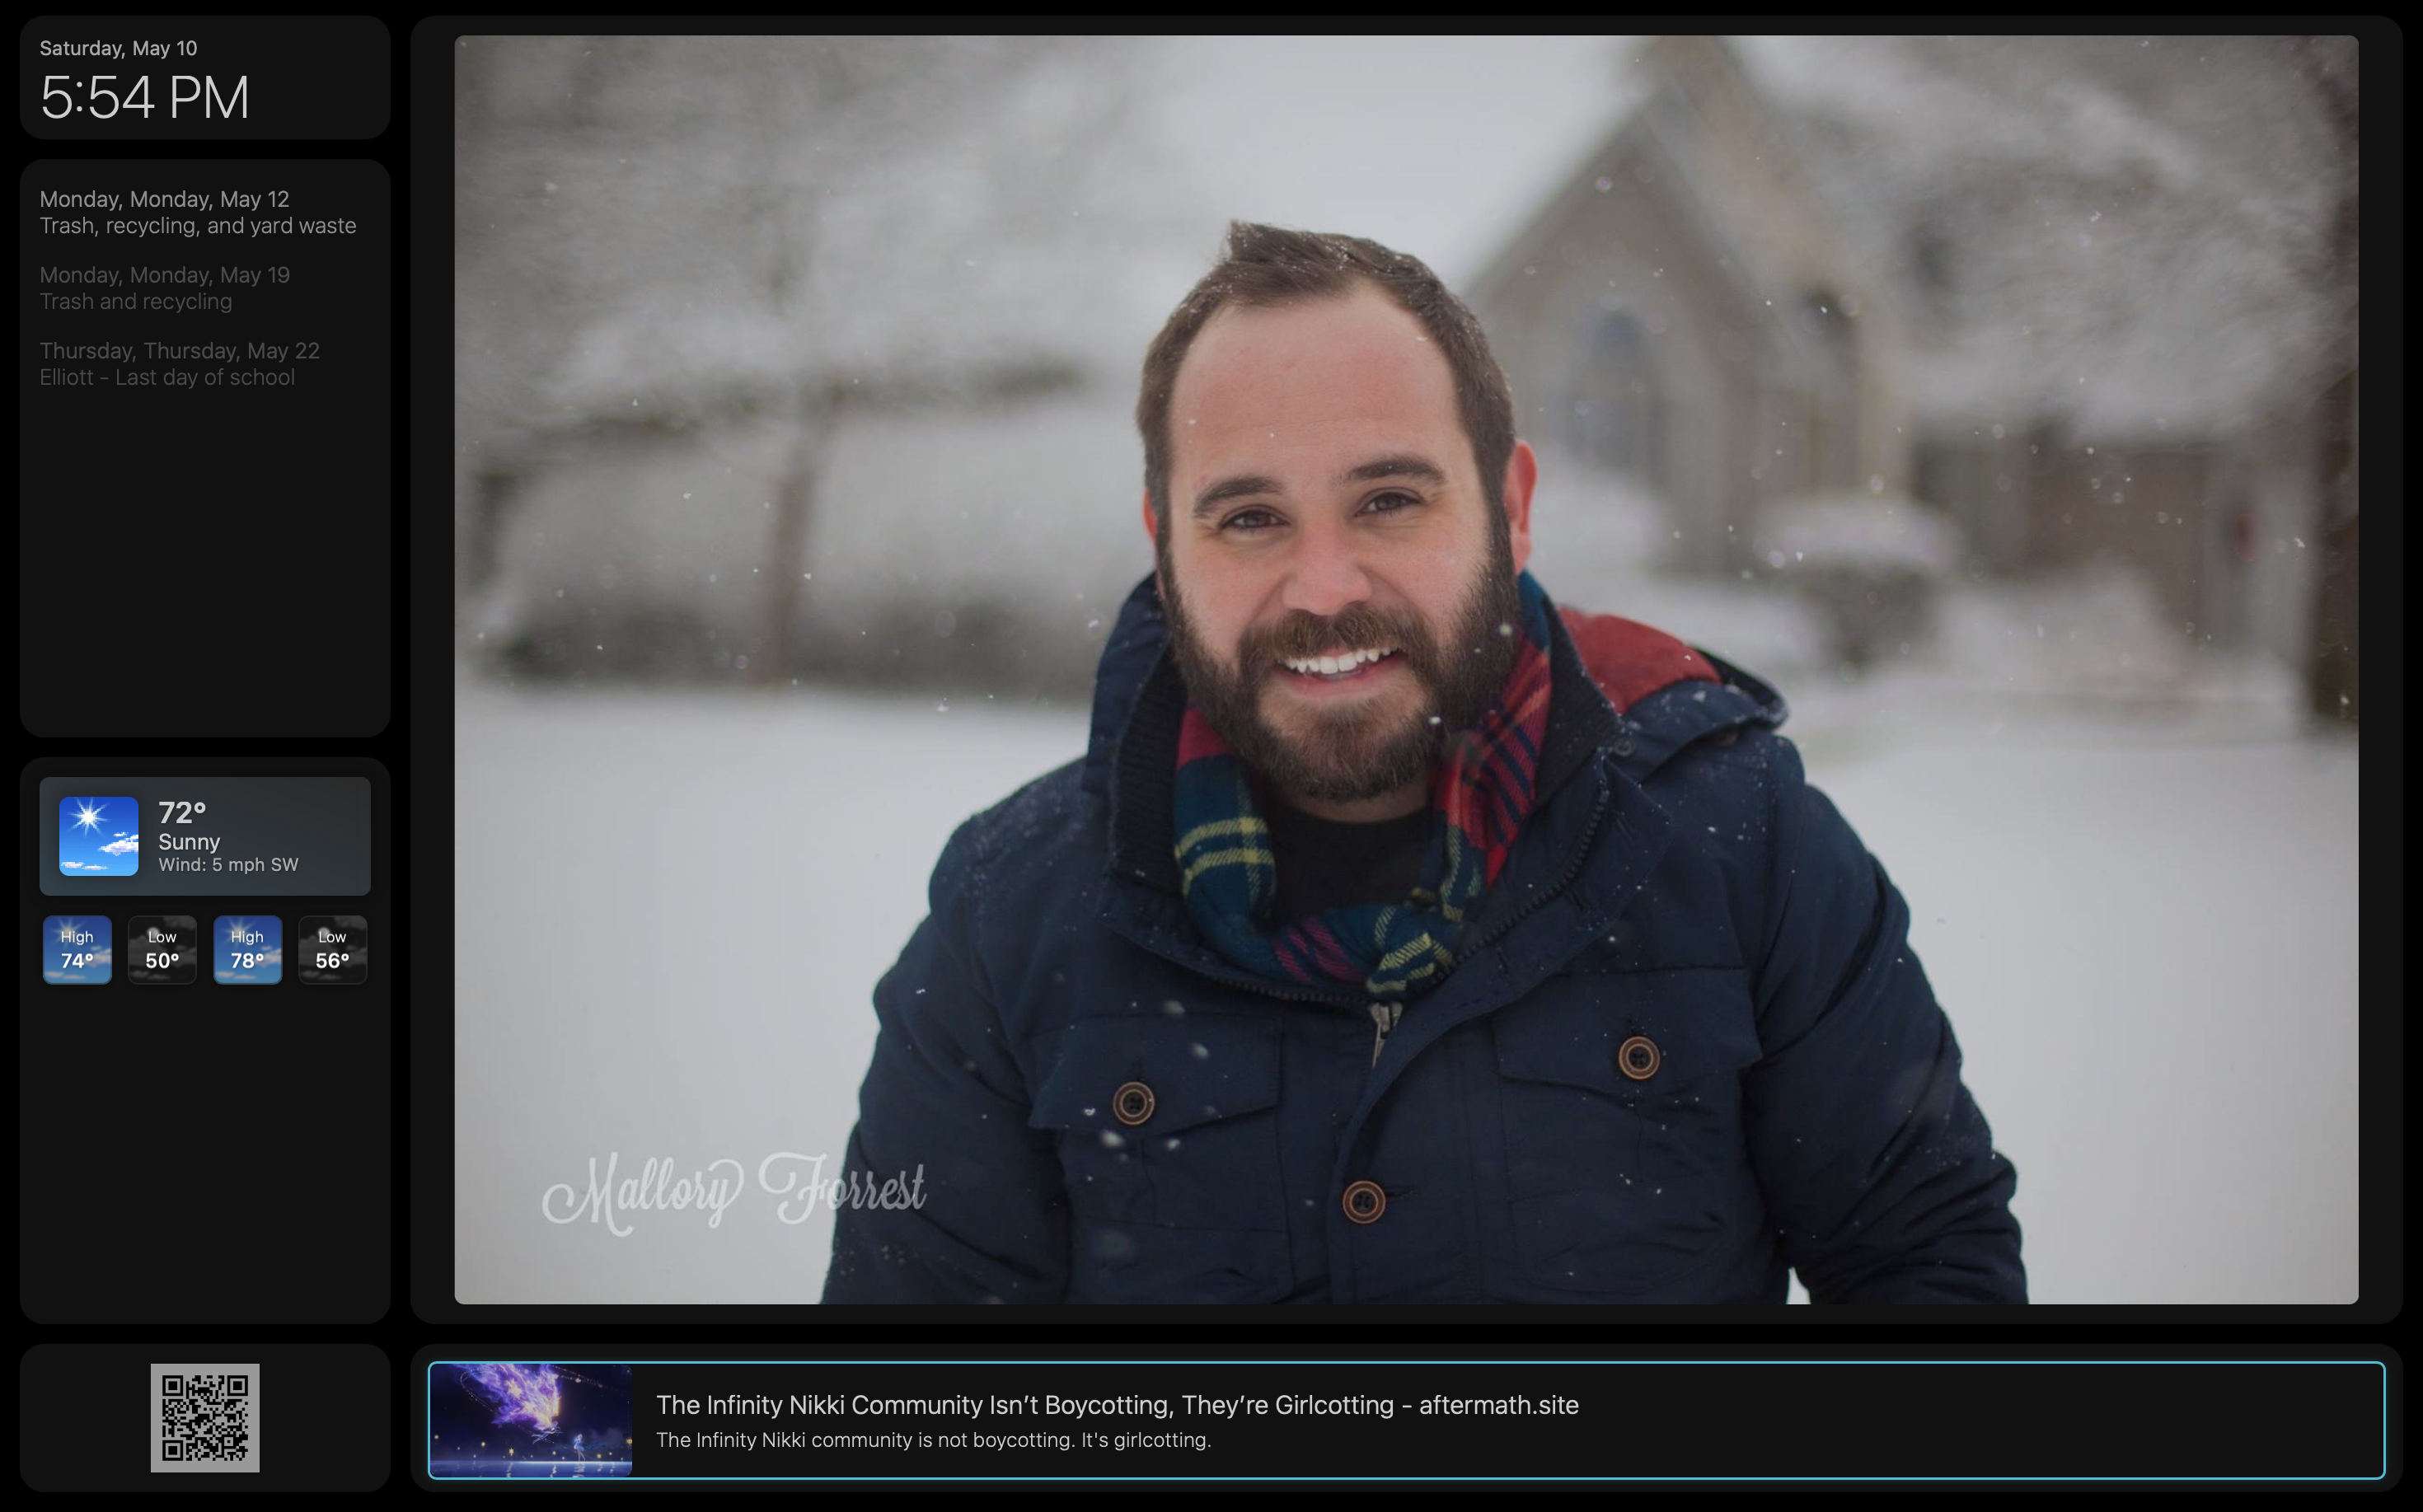 Saturday, May 10
5:54 PM
Monday, Monday, May 12
Trash, recycling, and yard waste
Monday, Monday, May 19
Trash and recycling
Thursday, Thursday, May 22
Elliott - Last day of school
72°
Sunny
Wind: 5 mph SW
High
74°
Low
50°
High
78°
Low
56°
Mallory Forrest
The Infinity Nikki Community Isn’t Boycotting, They’re Girlcotting - aftermath.site
The Infinity Nikki community is not boycotting. It's girlcotting.